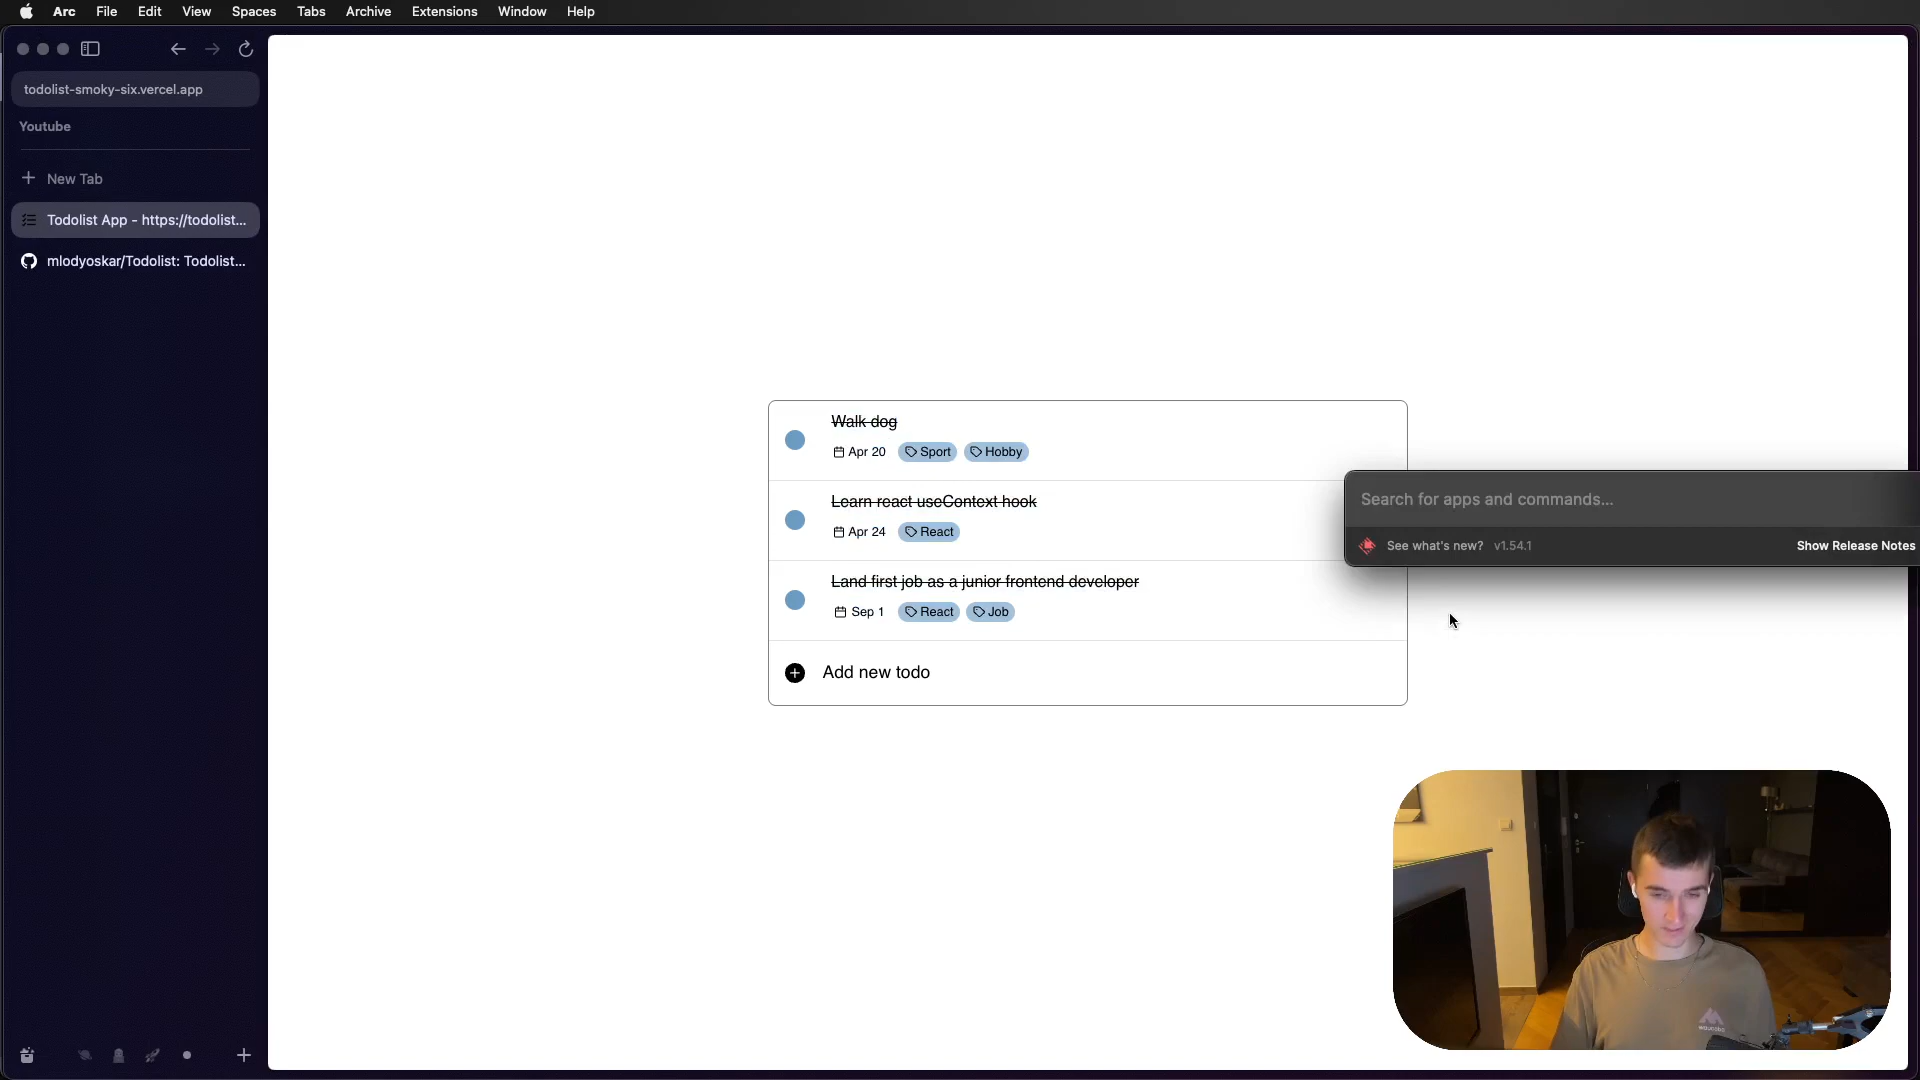 Arc File Edit View Spaces Tabs Archive Extensions Window Help
todolist-smoky-six.vercel.app
Youtube
New Tab
Todolist App - https://todolist...
mlodyoskar/Todolist: Todolist...
Walk dog
Apr 20 Sport Hobby
Learn react useContext hook
Apr 24 React
Land first job as a junior frontend developer
Sep 1 React Job
Add new todo
Search for apps and commands...
See what's new? v1.54.1 Show Release Notes